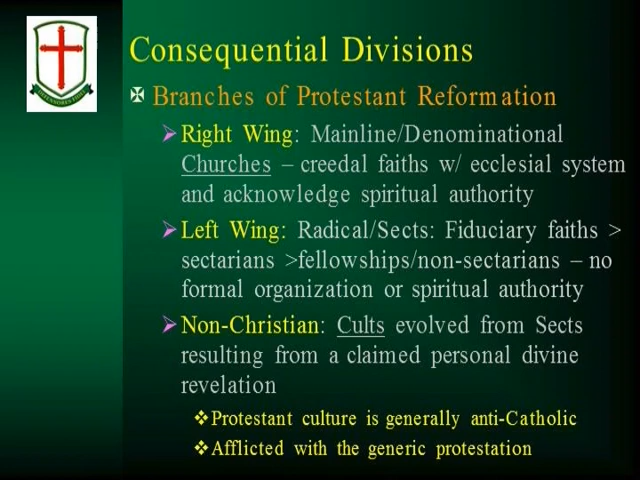 Consequential Divisions
Branches of Protestant Reformation
Right Wing: Mainline/Denominational
Churches – creedal faiths w/ ecclesial system
and acknowledge spiritual authority
Left Wing: Radical/Sects: Fiduciary faiths >
sectarians >fellowships/non-sectarians – no
formal organization or spiritual authority
Non-Christian: Cults evolved from Sects
resulting from a claimed personal divine
revelation
Protestant culture is generally anti-Catholic
Afflicted with the generic protestation